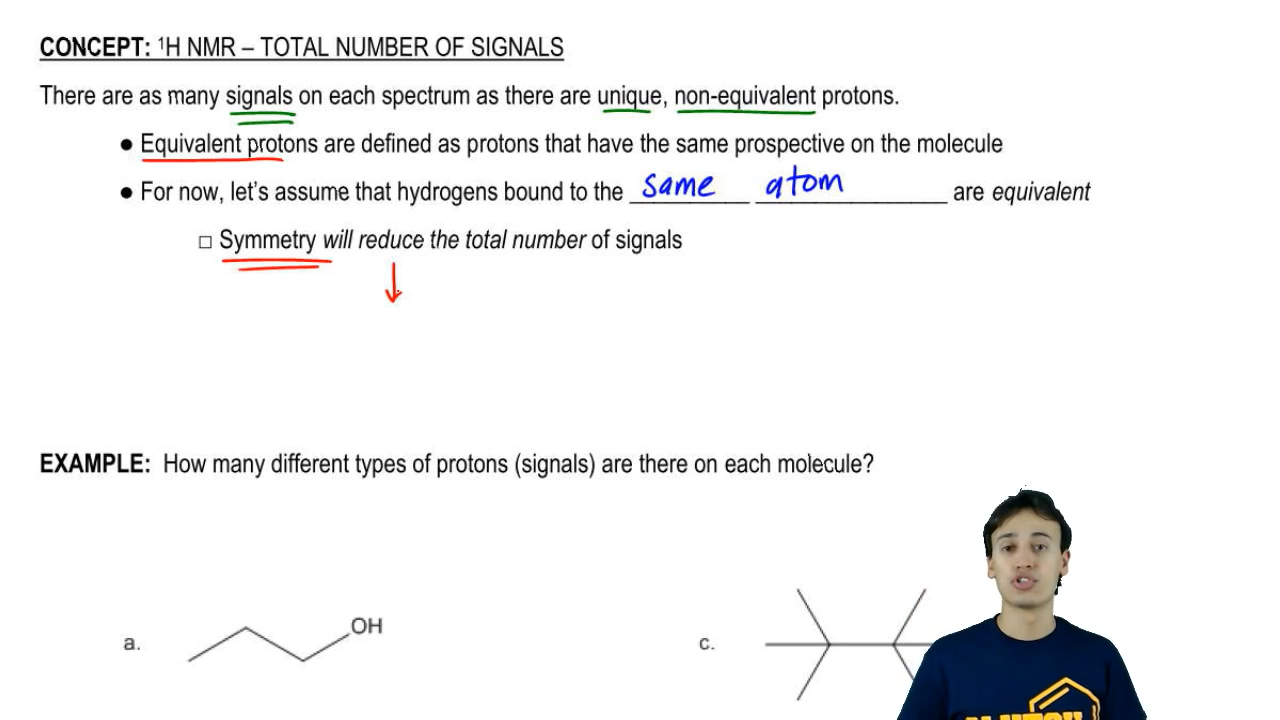 CONCEPT: ¹H NMR – TOTAL NUMBER OF SIGNALS
There are as many signals on each spectrum as there are unique, non-equivalent protons.
● Equivalent protons are defined as protons that have the same prospective on the molecule
● For now, let's assume that hydrogens bound to the same atom are equivalent
□ Symmetry will reduce the total number of signals
EXAMPLE: How many different types of protons (signals) are there on each molecule?
OH
a.
c.